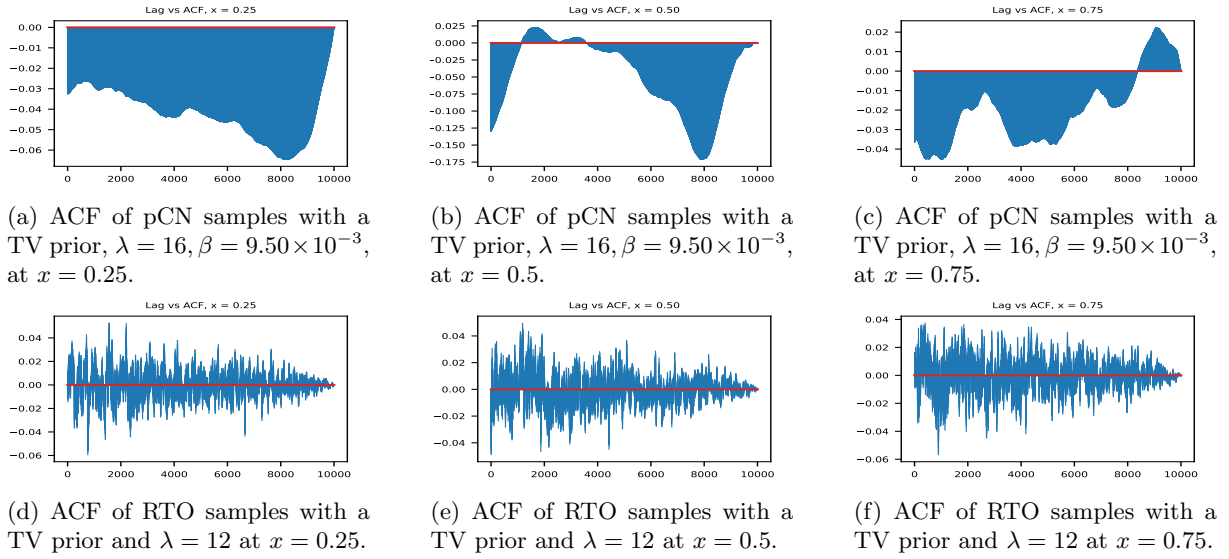 Lag vs ACF, x = 0.25
0.00
−0.01
−0.02
−0.03
−0.04
−0.05
−0.06
0 2000 4000 6000 8000 10000
(a) ACF of pCN samples with a
TV prior, λ = 16, β = 9.50×10⁻³,
at x = 0.25.
Lag vs ACF, x = 0.50
0.025
0.000
−0.025
−0.050
−0.075
−0.100
−0.125
−0.150
−0.175
0 2000 4000 6000 8000 10000
(b) ACF of pCN samples with a
TV prior, λ = 16, β = 9.50×10⁻³,
at x = 0.5.
Lag vs ACF, x = 0.75
0.02
0.00
−0.02
−0.04
0 2000 4000 6000 8000 10000
(c) ACF of pCN samples with a
TV prior, λ = 16, β = 9.50×10⁻³,
at x = 0.75.
Lag vs ACF, x = 0.25
0.04
0.02
0.00
−0.02
−0.04
−0.06
0 2000 4000 6000 8000 10000
(d) ACF of RTO samples with a
TV prior and λ = 12 at x = 0.25.
Lag vs ACF, x = 0.50
0.04
0.02
0.00
−0.02
−0.04
0 2000 4000 6000 8000 10000
(e) ACF of RTO samples with a
TV prior and λ = 12 at x = 0.5.
Lag vs ACF, x = 0.75
0.04
0.02
0.00
−0.02
−0.04
−0.06
0 2000 4000 6000 8000 10000
(f) ACF of RTO samples with a
TV prior and λ = 12 at x = 0.75.